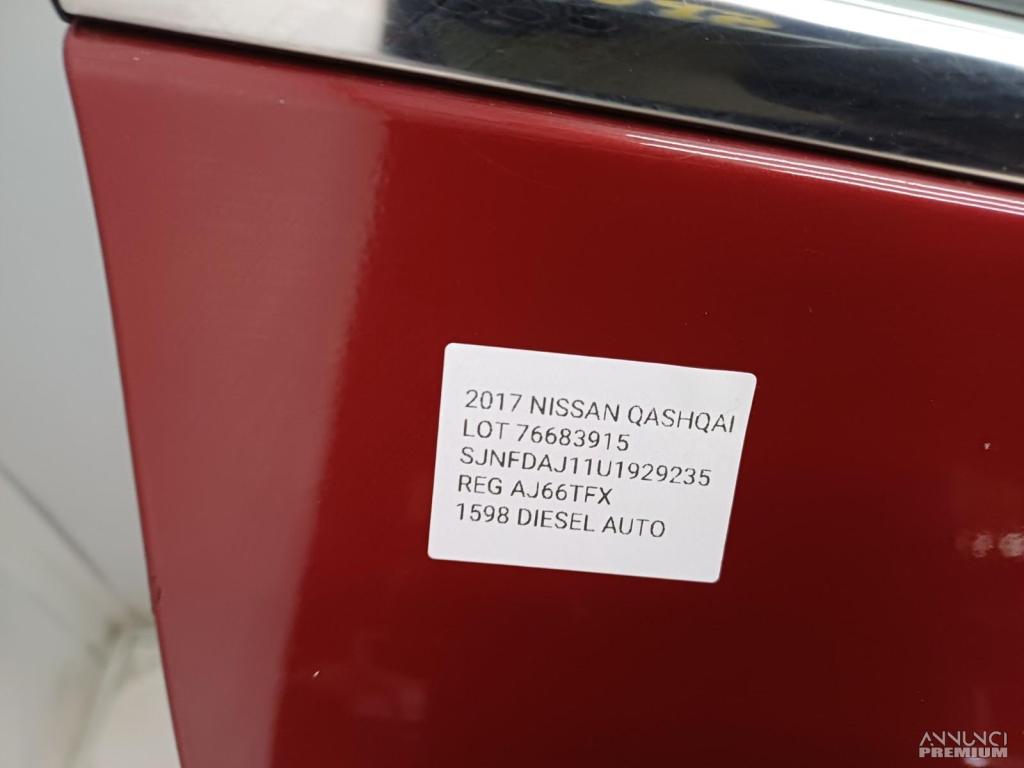 2017 NISSAN QASHQAI
LOT 76683915
SJNFDAJ11U1929235
REG AJ66TFX
1598 DIESEL AUTO
ANNUNCI
PREMIUM